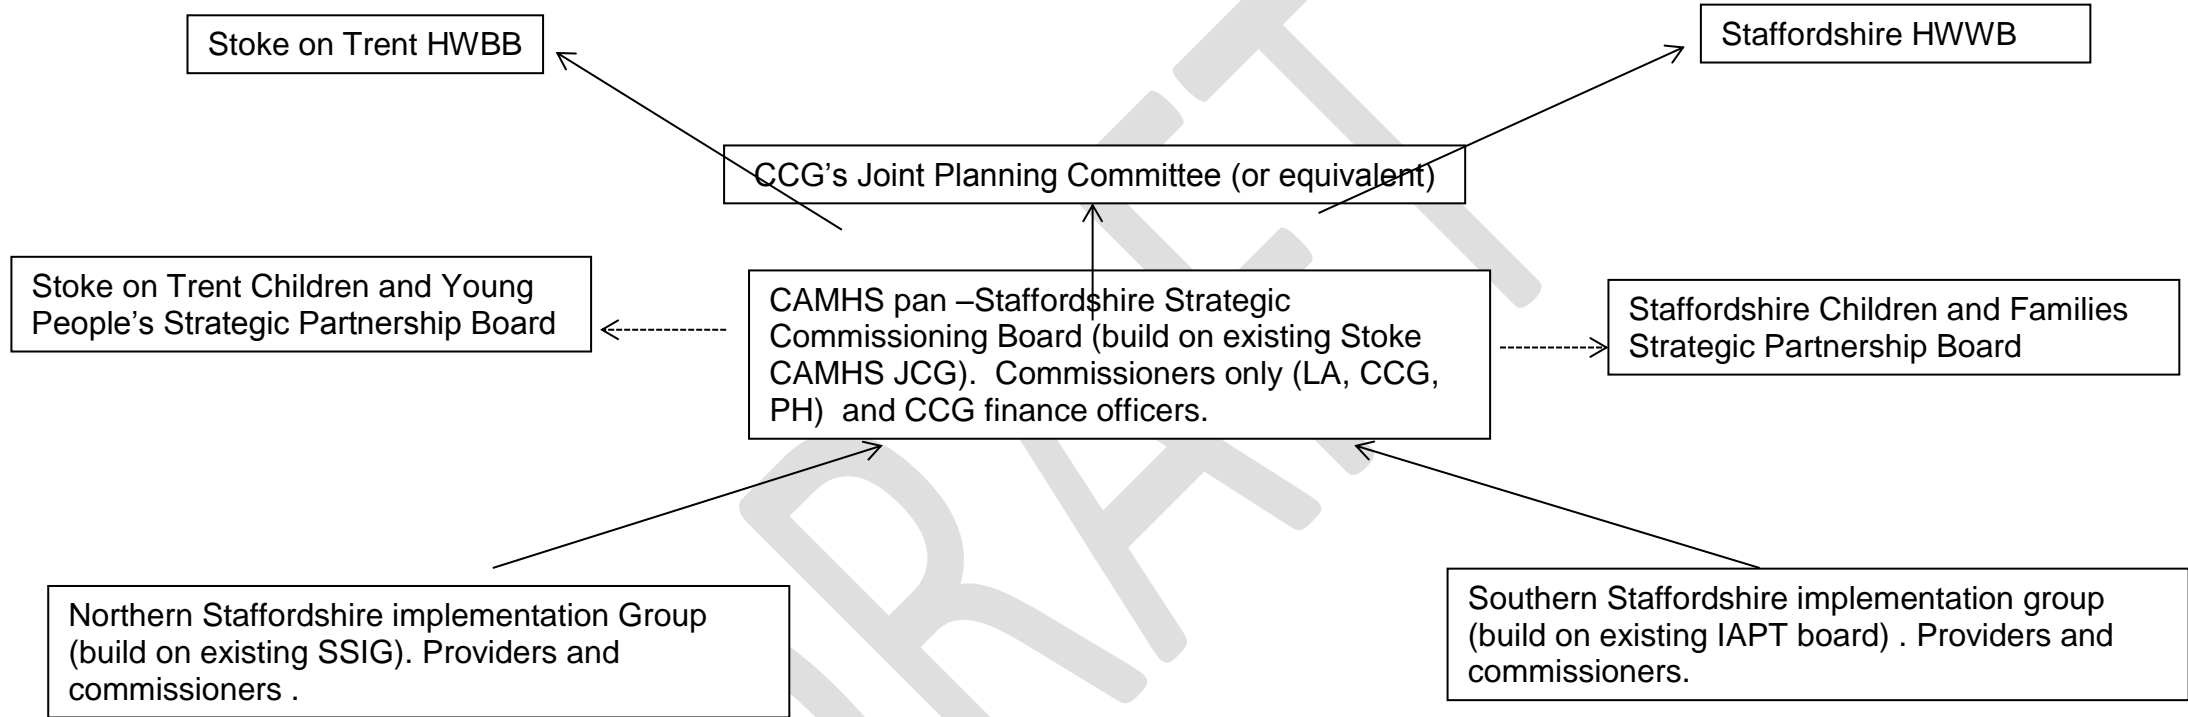 Stoke on Trent HWBB
Staffordshire HWWB
CCG’s Joint Planning Committee (or equivalent)
Stoke on Trent Children and Young
People’s Strategic Partnership Board
CAMHS pan –Staffordshire Strategic
Commissioning Board (build on existing Stoke
CAMHS JCG).  Commissioners only (LA, CCG,
PH)  and CCG finance officers.
Staffordshire Children and Families
Strategic Partnership Board
Northern Staffordshire implementation Group
(build on existing SSIG). Providers and
commissioners .
Southern Staffordshire implementation group
(build on existing IAPT board) . Providers and
commissioners.
DRAFT